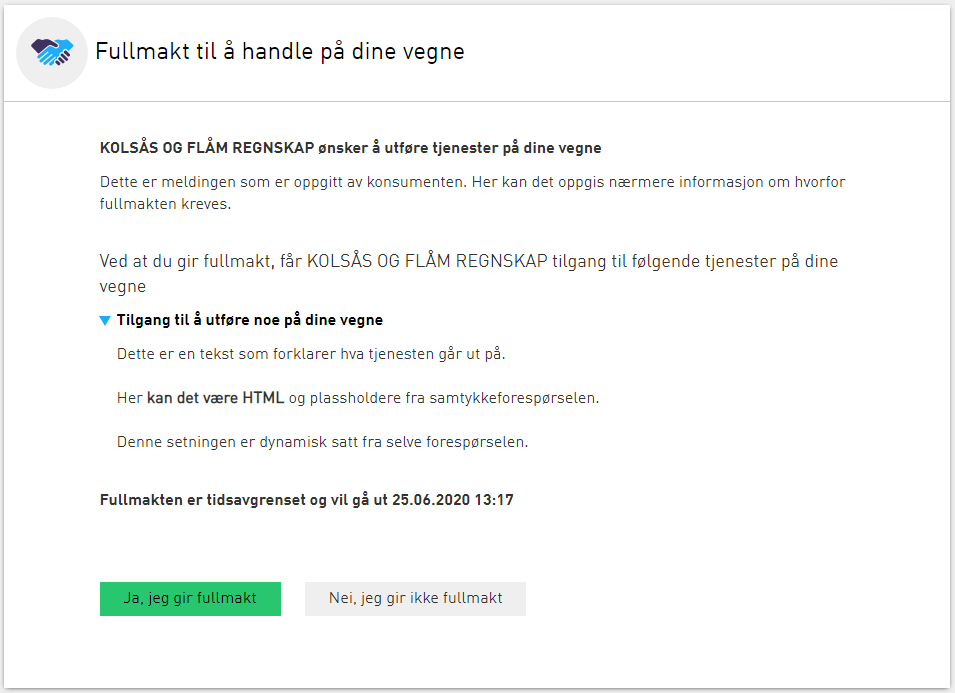 Fullmakt til å handle på dine vegne
KOLSÅS OG FLÅM REGNSKAP ønsker å utføre tjenester på dine vegne
Dette er meldingen som er oppgitt av konsumenten. Her kan det oppgis nærmere informasjon om hvorfor
fullmakten kreves.
Ved at du gir fullmakt, får KOLSÅS OG FLÅM REGNSKAP tilgang til følgende tjenester på dine
vegne
Tilgang til å utføre noe på dine vegne
Dette er en tekst som forklarer hva tjenesten går ut på.
Her kan det være HTML og plassholdere fra samtykkeforespørselen.
Denne setningen er dynamisk satt fra selve forespørselen.
Fullmakten er tidsavgrenset og vil gå ut 25.06.2020 13:17
Ja, jeg gir fullmakt
Nei, jeg gir ikke fullmakt